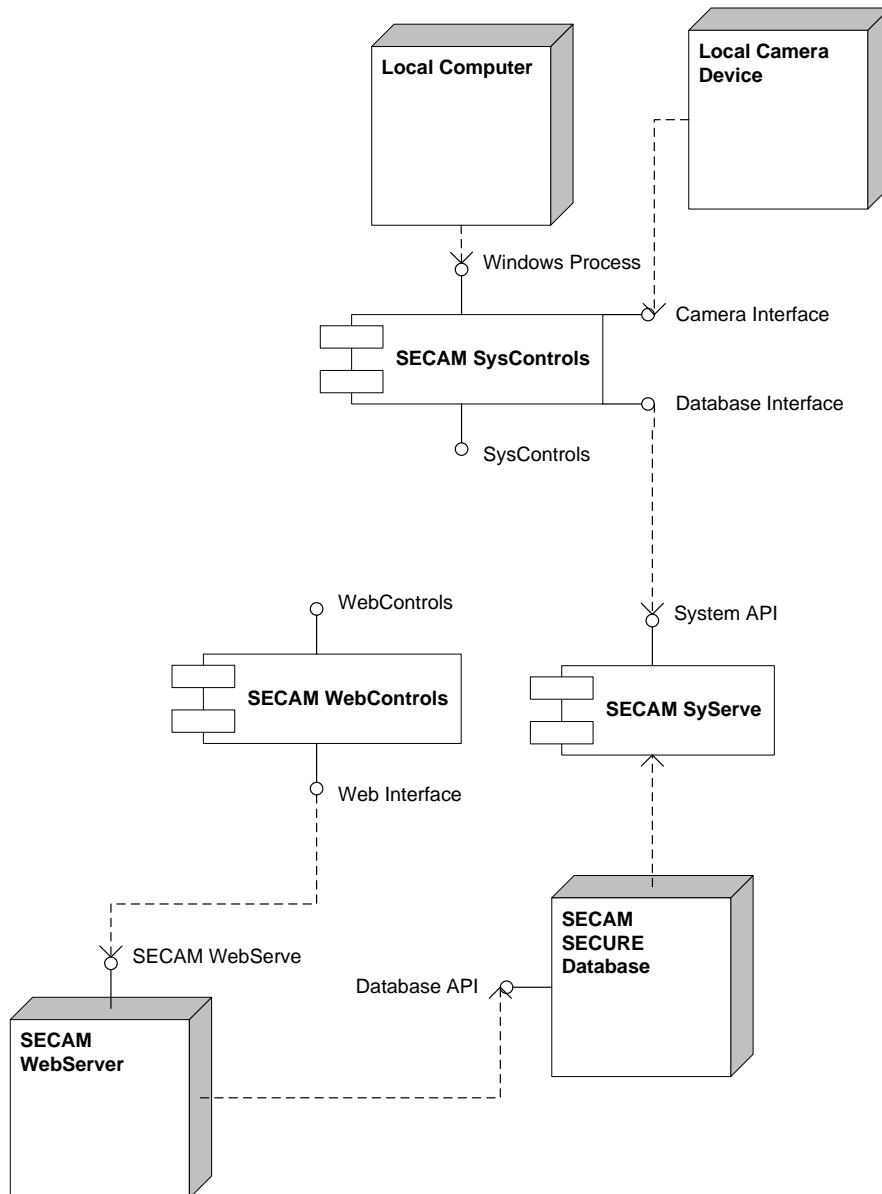 Local Computer
Local Camera
Device
Windows Process
Camera Interface
SECAM SysControls
Database Interface
SysControls
WebControls
System API
SECAM WebControls
SECAM SyServe
Web Interface
SECAM
SECURE
Database
SECAM WebServe
Database API
SECAM
WebServer